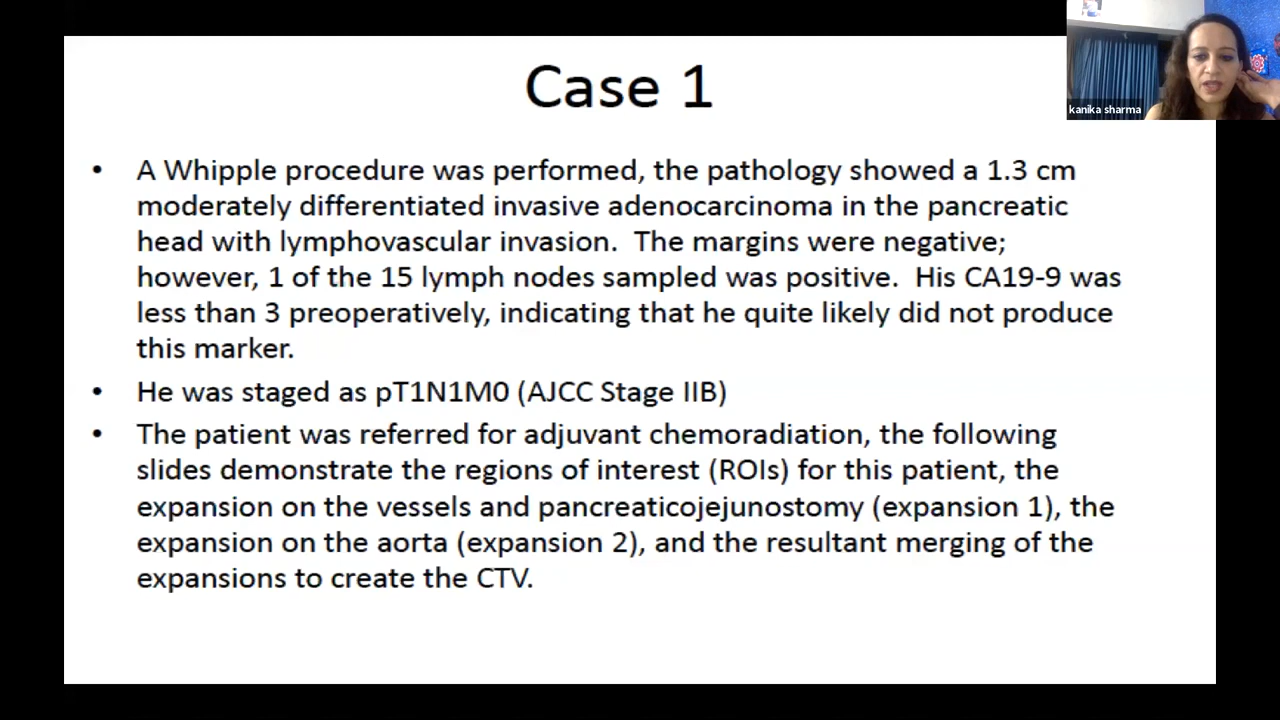 Case 1
kanika sharma
• A Whipple procedure was performed, the pathology showed a 1.3 cm
moderately differentiated invasive adenocarcinoma in the pancreatic
head with lymphovascular invasion.  The margins were negative;
however, 1 of the 15 lymph nodes sampled was positive.  His CA19-9 was
less than 3 preoperatively, indicating that he quite likely did not produce
this marker.
• He was staged as pT1N1M0 (AJCC Stage IIB)
• The patient was referred for adjuvant chemoradiation, the following
slides demonstrate the regions of interest (ROIs) for this patient, the
expansion on the vessels and pancreaticojejunostomy (expansion 1), the
expansion on the aorta (expansion 2), and the resultant merging of the
expansions to create the CTV.